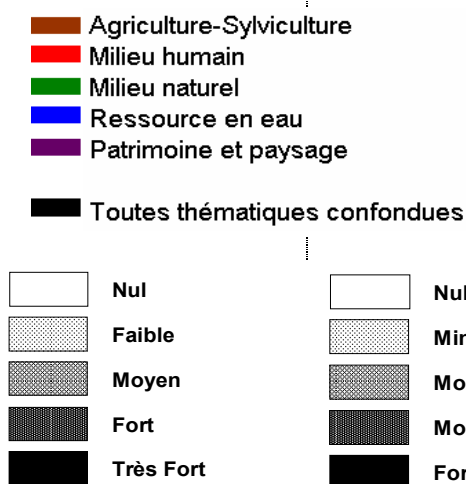 Agriculture-Sylviculture
Milieu humain
Milieu naturel
Ressource en eau
Patrimoine et paysage
Toutes thématiques confondues
Nul
Faible
Moyen
Fort
Très Fort
Nul